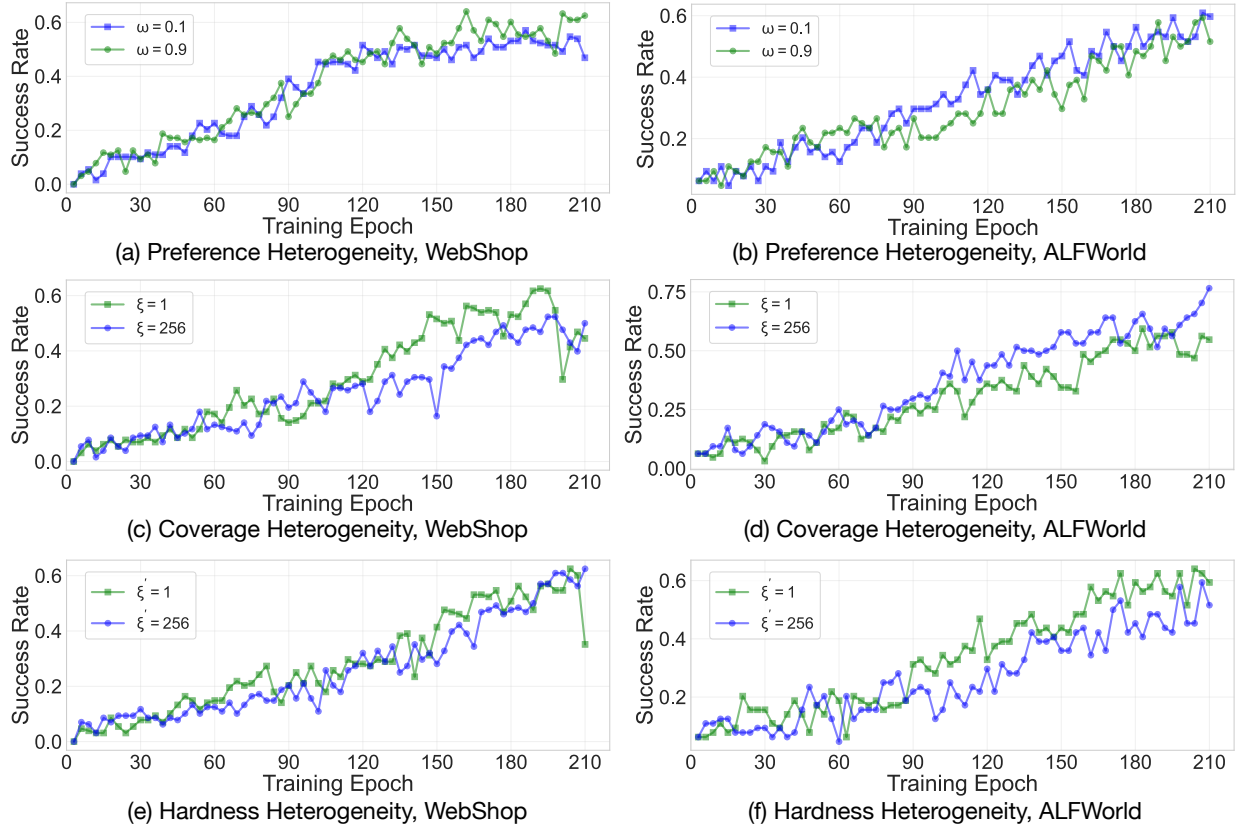 Success Rate
0.6
0.4
0.2
0.0
ω = 0.1
ω = 0.9
0 30 60 90 120 150 180 210
Training Epoch
(a) Preference Heterogeneity, WebShop
Success Rate
0.6
0.4
0.2
ω = 0.1
ω = 0.9
0 30 60 90 120 150 180 210
Training Epoch
(b) Preference Heterogeneity, ALFWorld
Success Rate
0.6
0.4
0.2
0.0
ξ = 1
ξ = 256
0 30 60 90 120 150 180 210
Training Epoch
(c) Coverage Heterogeneity, WebShop
Success Rate
0.75
0.50
0.25
0.00
ξ = 1
ξ = 256
0 30 60 90 120 150 180 210
Training Epoch
(d) Coverage Heterogeneity, ALFWorld
Success Rate
0.6
0.4
0.2
0.0
ξ′ = 1
ξ′ = 256
0 30 60 90 120 150 180 210
Training Epoch
(e) Hardness Heterogeneity, WebShop
Success Rate
0.6
0.4
0.2
ξ′ = 1
ξ′ = 256
0 30 60 90 120 150 180 210
Training Epoch
(f) Hardness Heterogeneity, ALFWorld